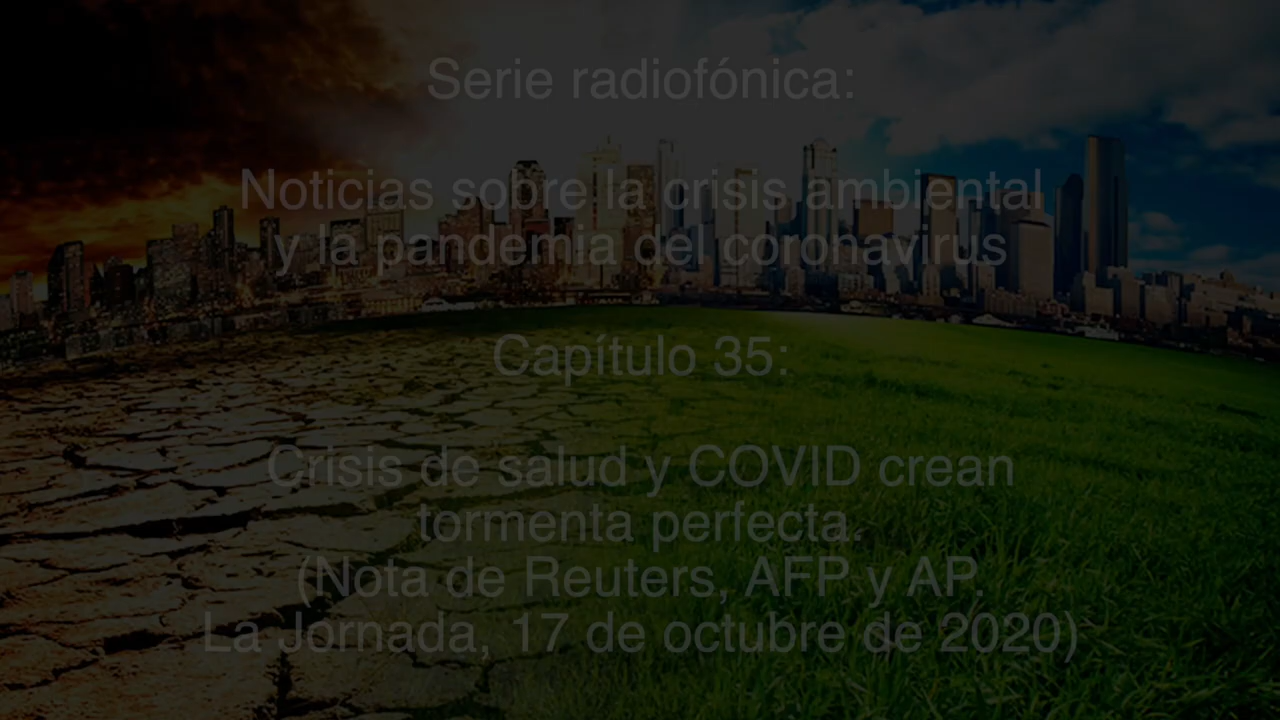 Serie radiofónica:
Noticias sobre la crisis ambiental
y la pandemia de coronavirus
Capítulo 35:
Crisis de salud y COVID crean
tormenta perfecta.
(Nota de Reuters, AFP y AP.
La Jornada, 17 de octubre de 2020)